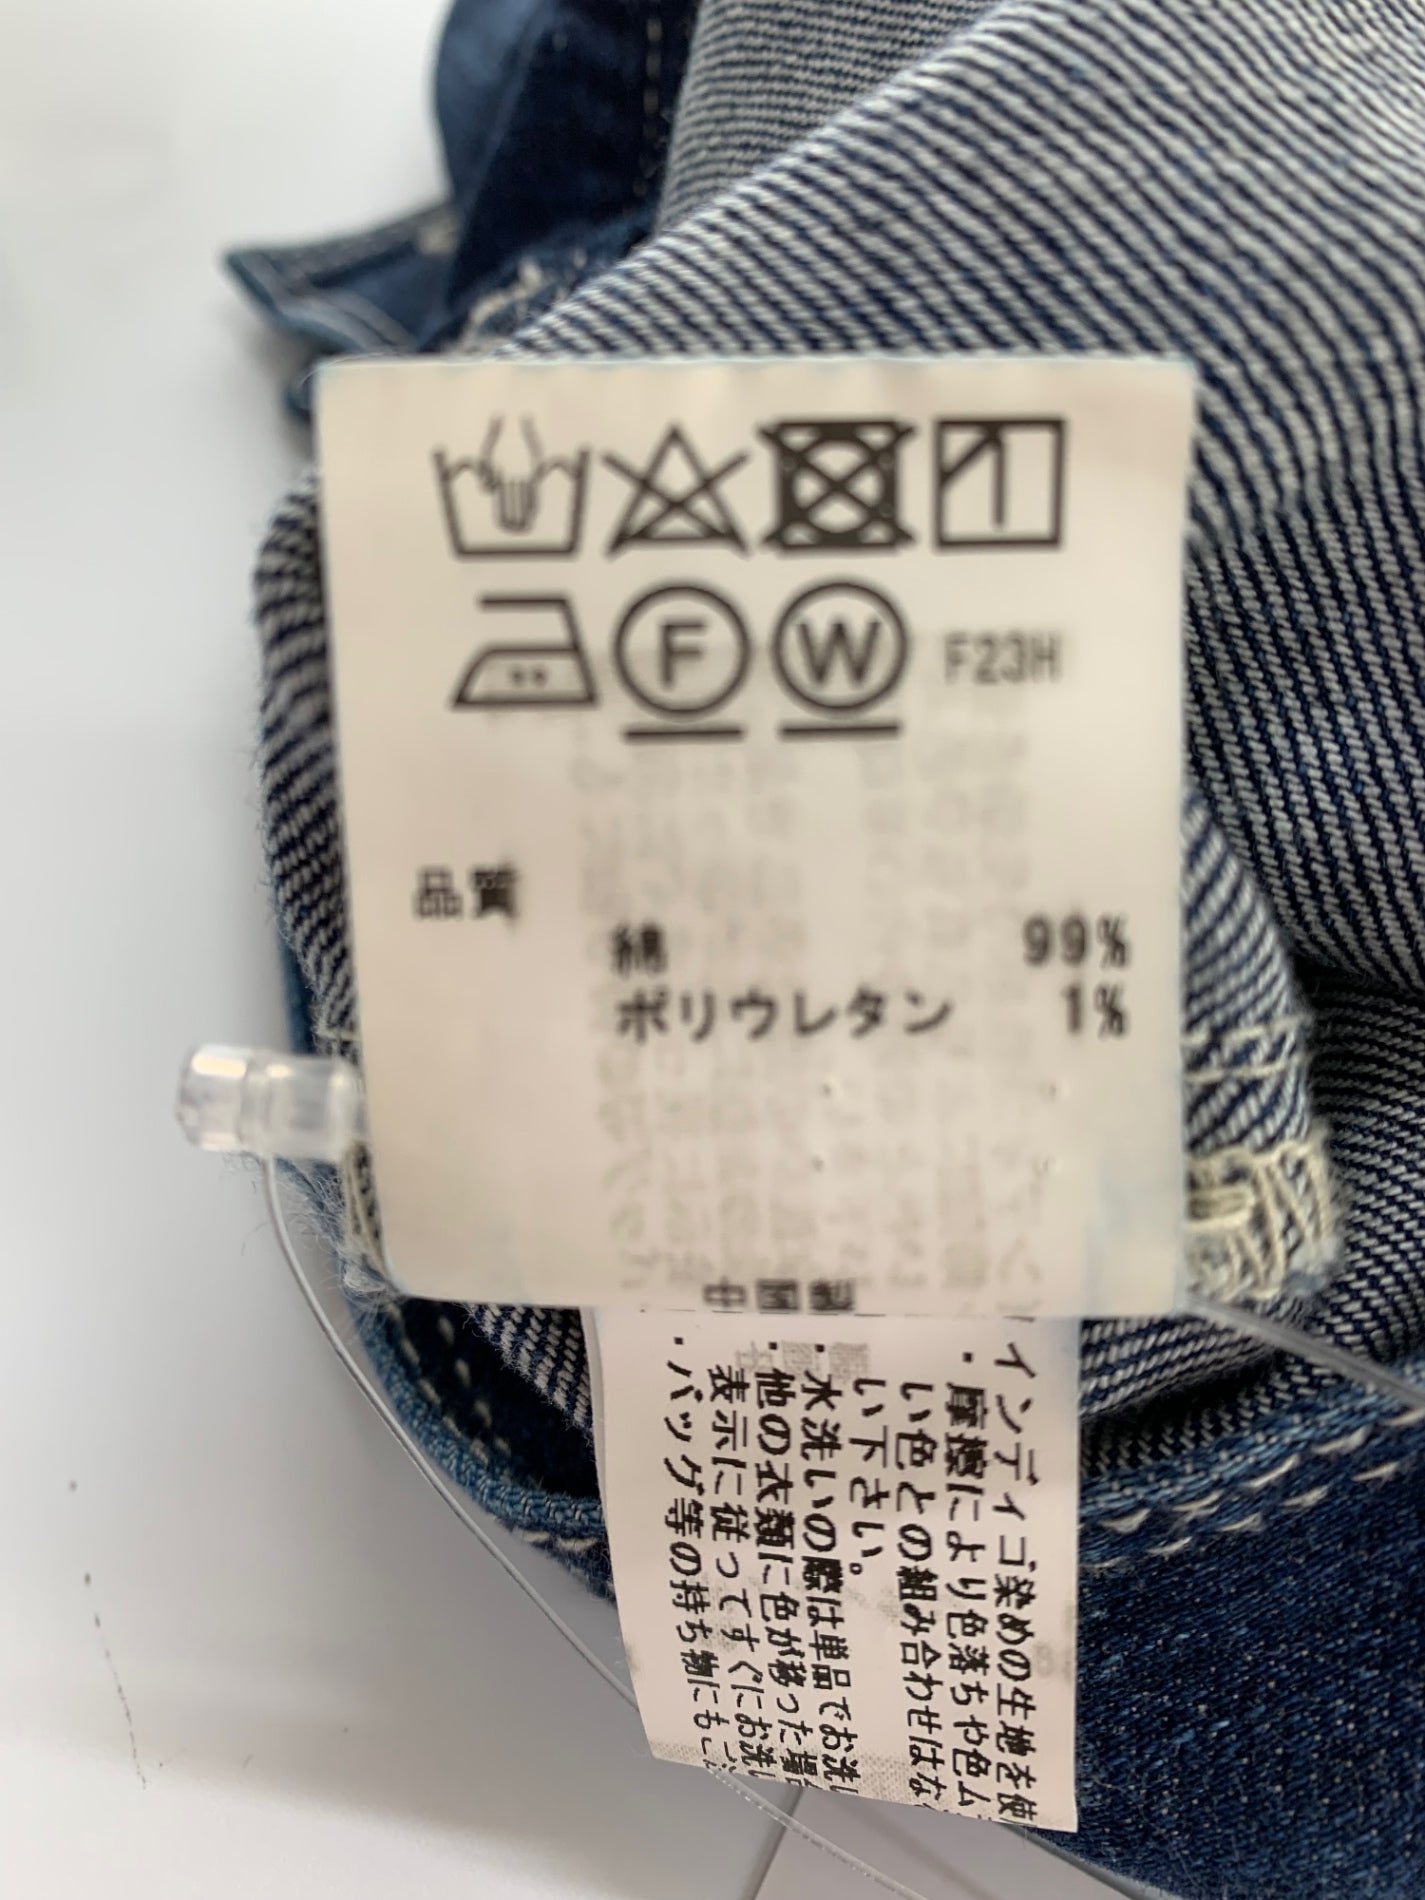 F
W
F23H
品質
綿 99%
ポリウレタン 1%
中国製
インディゴ染めの生地を使
・摩擦により色落ちや色ム
い色との組み合わせはな
い下さい。
・水洗いの際は単品でお洗
他の衣類に色が移った場
表示に従ってすぐにお洗
・バッグ等の持ち物にもご